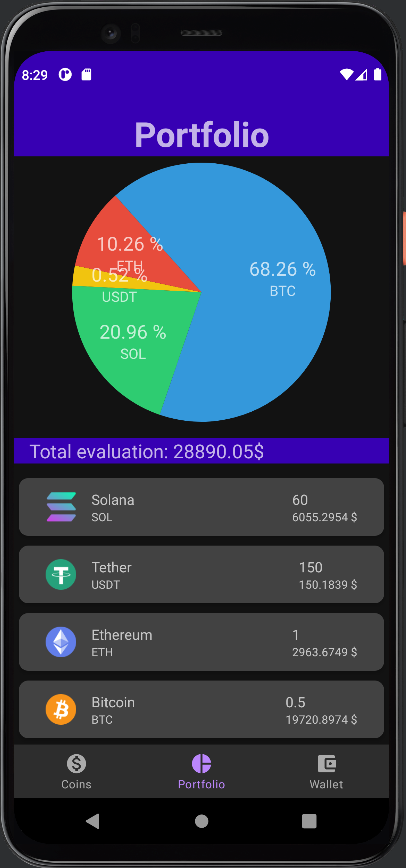 8:29
Portfolio
10.26 %
ETH
0.52 %
USDT
68.26 %
BTC
20.96 %
SOL
Total evaluation: 28890.05$
Solana 60
SOL 6055.2954 $
Tether 150
USDT 150.1839 $
Ethereum 1
ETH 2963.6749 $
Bitcoin 0.5
BTC 19720.8974 $
Coins Portfolio Wallet